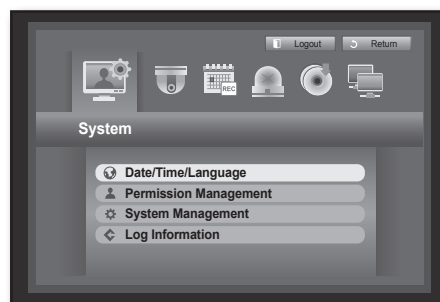 Logout
Return
REC
System
Date/Time/Language
Permission Management
System Management
Log Information